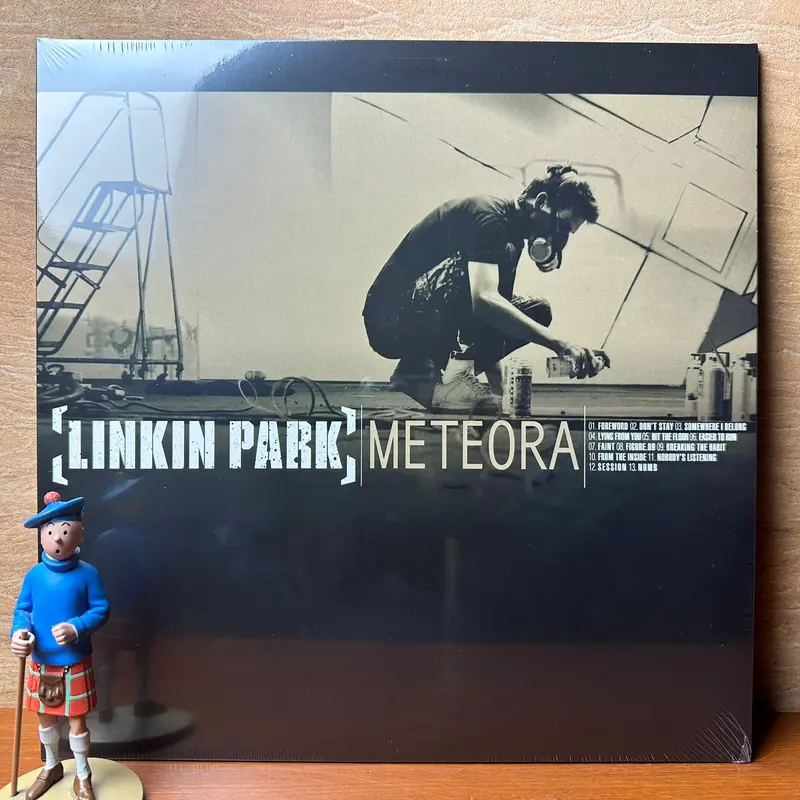 [LINKIN PARK] METEORA
01. FOREWORD 02. DON'T STAY 03. SOMEWHERE I BELONG
04. LYING FROM YOU 05. HIT THE FLOOR 06. EASIER TO RUN
07. FAINT 08. FIGURE.09 09. BREAKING THE HABIT
10. FROM THE INSIDE 11. NOBODY'S LISTENING
12. SESSION 13. NUMB